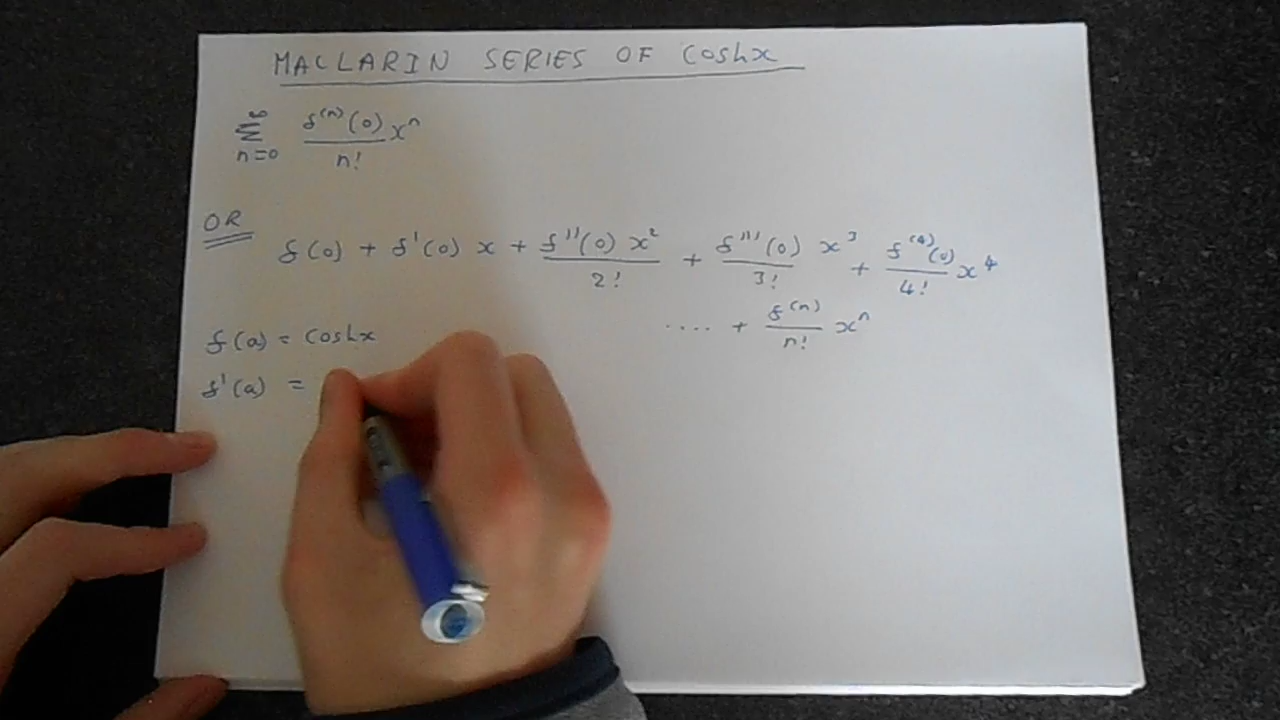 MACLARIN SERIES OF Coshx
∞
Σ f⁽ⁿ⁾(0) xⁿ
n=0 n!
OR
f(0) + f'(0) x + f''(0) x² + f'''(0) x³ + f⁽⁴⁾(0) x⁴
2! 3! 4!
.... + f⁽ⁿ⁾ xⁿ
n!
f(a) = Coshx
f'(a) =